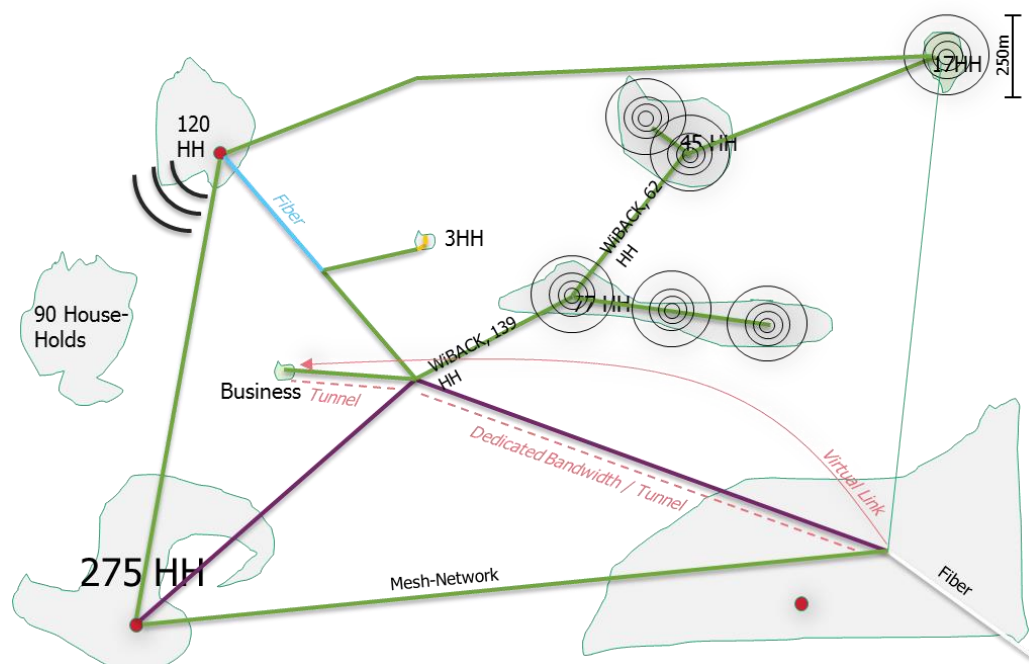 17HH
250m
120
HH
45 HH
Fiber
WiBACK, 62
HH
3HH
77 HH
90 House-
Holds
WiBACK, 139
HH
Business
Tunnel
Dedicated Bandwidth / Tunnel
Virtual Link
275 HH
Mesh-Network
Fiber